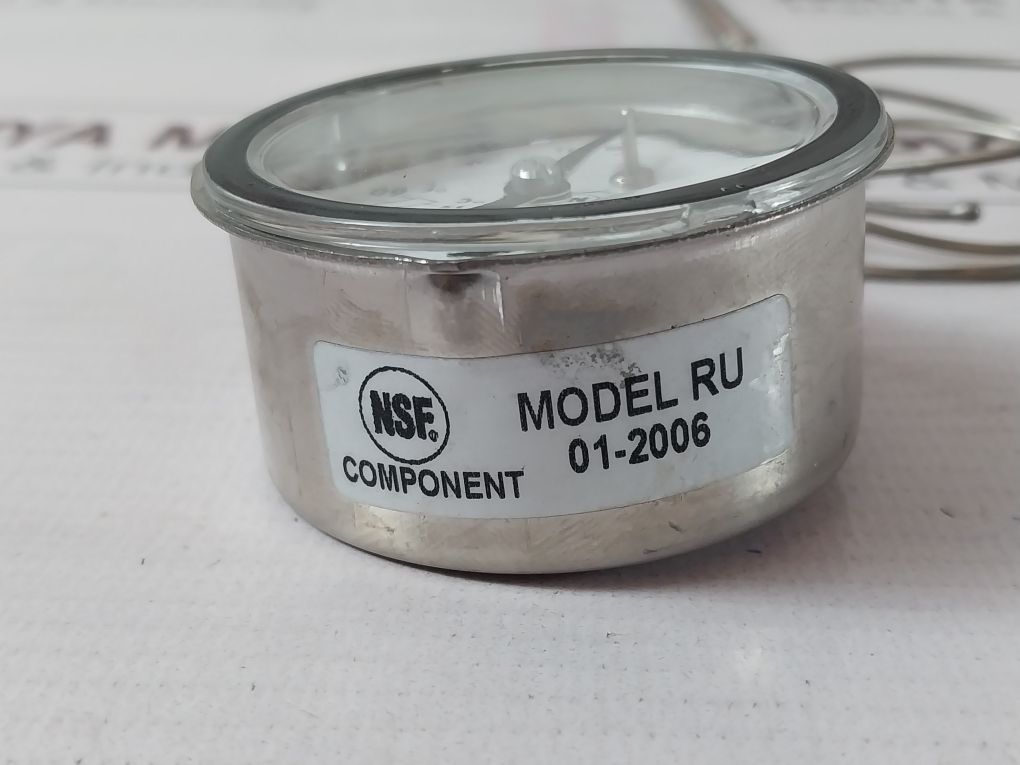 NSF®
COMPONENT
MODEL RU
01-2006